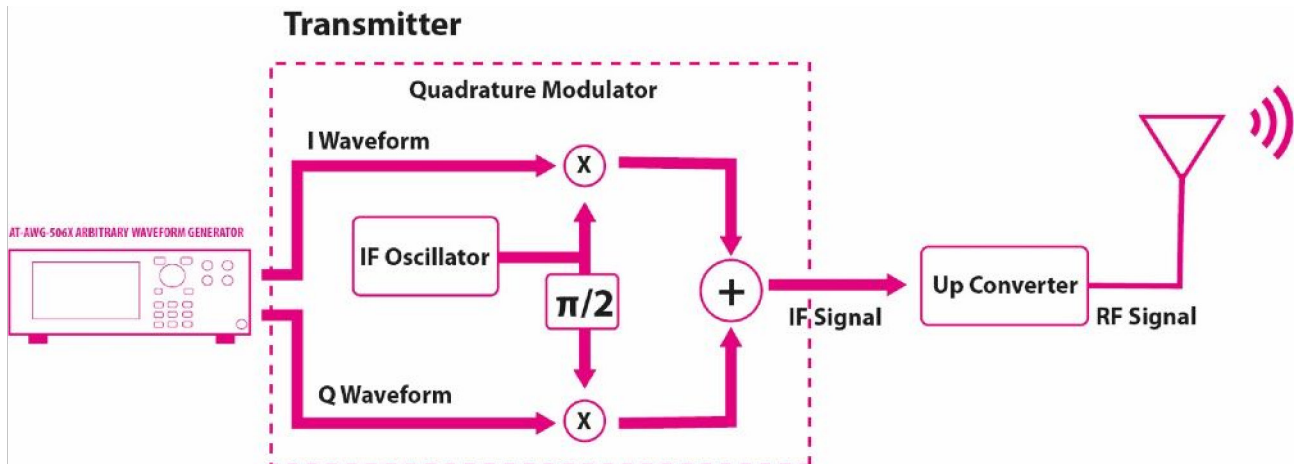 Transmitter
Quadrature Modulator
I Waveform
X
AT-AWG-506X ARBITRARY WAVEFORM GENERATOR
IF Oscillator
π/2
+
IF Signal
Up Converter
RF Signal
Q Waveform
X